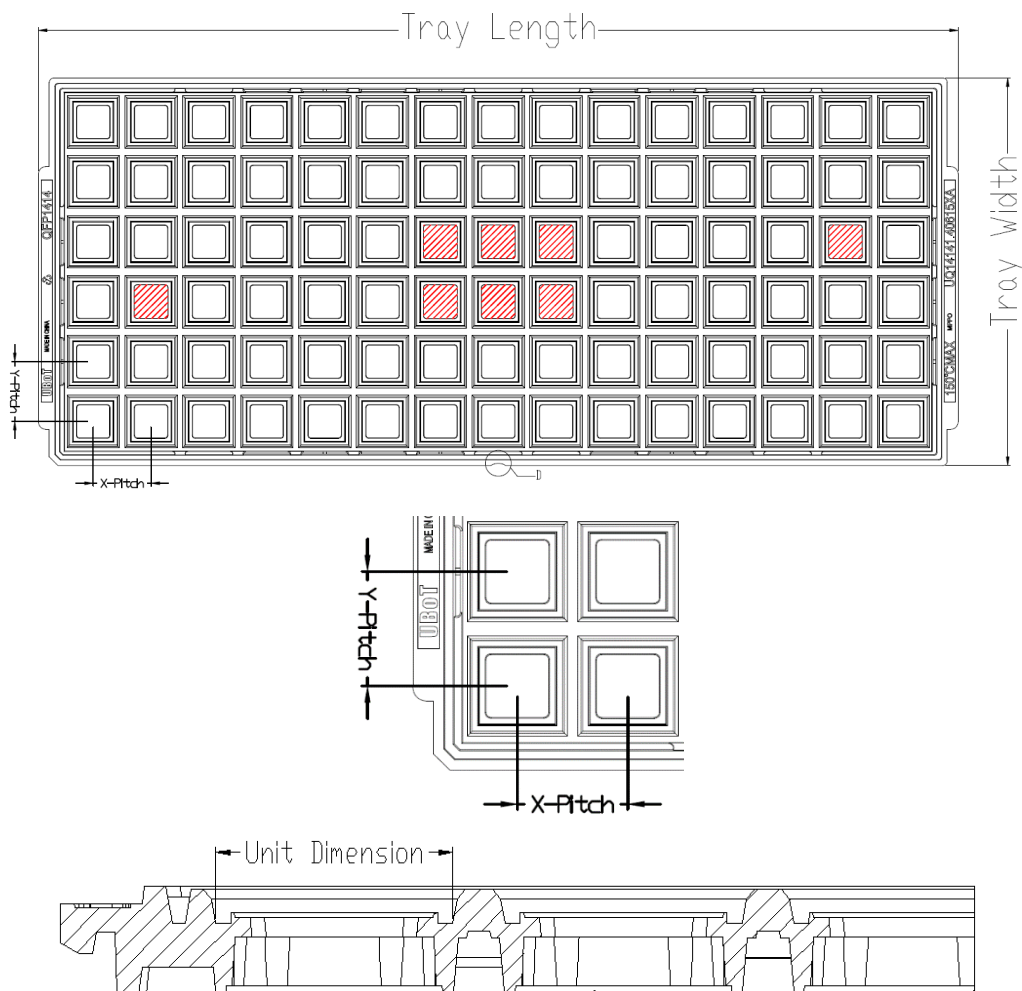 Tray Length
QFP1414
MADE IN CHINA
UBoT
UQ14141.40615XA
MPPO
150°CMAX
Tray Width
Y-Pitch
X-Pitch
D
MADE IN C
UBoT
Y-Pitch
X-Pitch
Unit Dimension